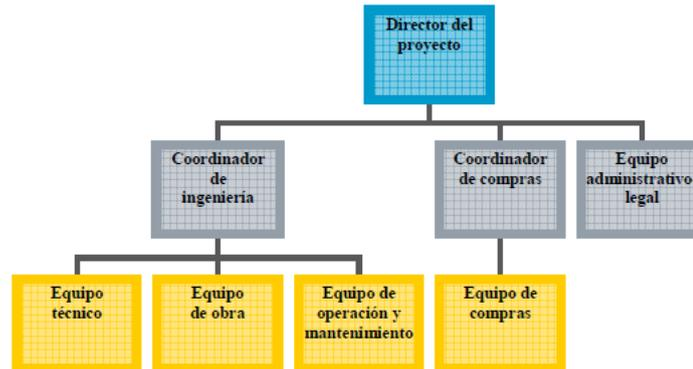 Director del
proyecto
Coordinador
de
ingeniería
Coordinador
de compras
Equipo
administrativo
legal
Equipo
técnico
Equipo
de obra
Equipo de
operación y
mantenimiento
Equipo de
compras